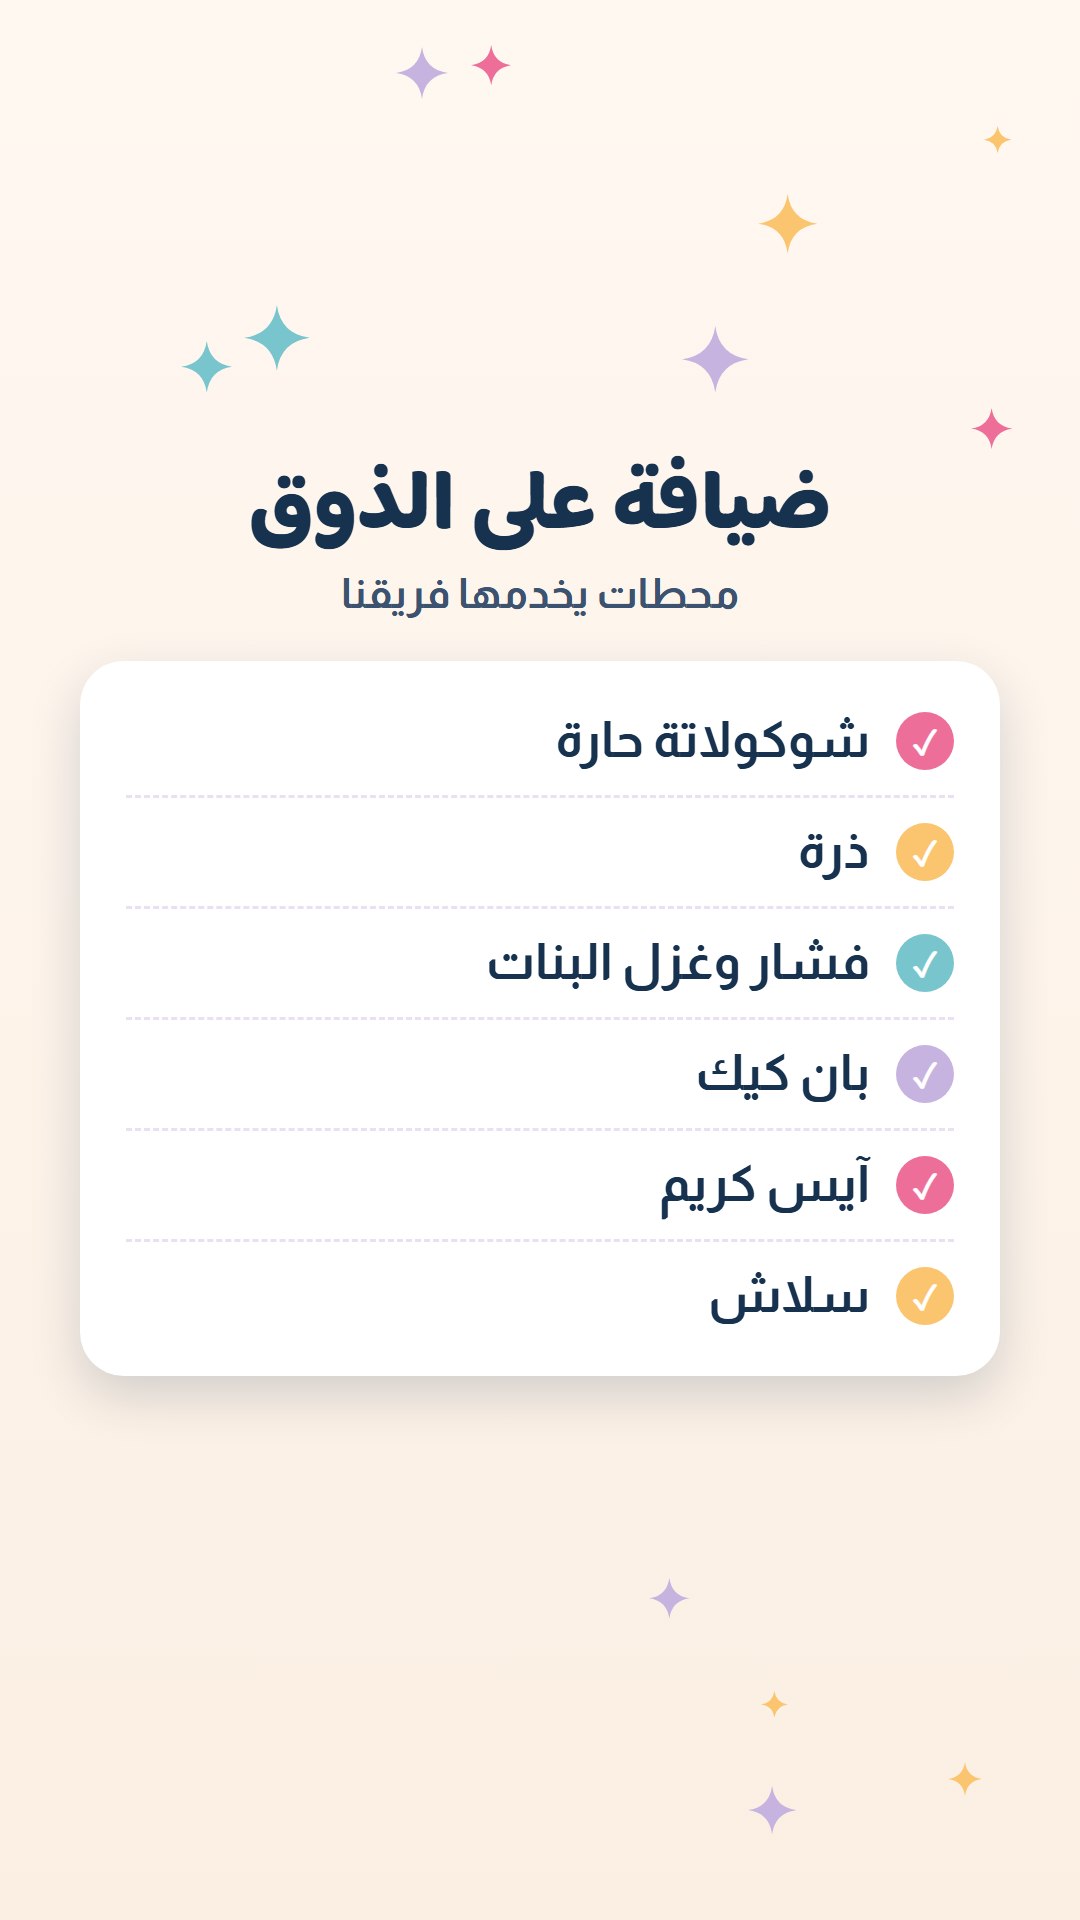 ضيافة على الذوق
محطات يخدمها فريقنا
شوكولاتة حارة
ذرة
فشار وغزل البنات
بان كيك
آيس كريم
سلاش